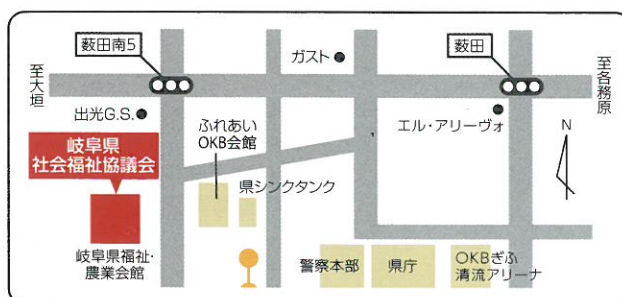 薮田南5
ガスト
薮田
至大垣
至各務原
出光G.S.
エル・アリーヴォ
ふれあい
OKB会館
N
岐阜県
社会福祉協議会
県シンクタンク
岐阜県福祉・
農業会館
警察本部
県庁
OKBぎふ
清流アリーナ